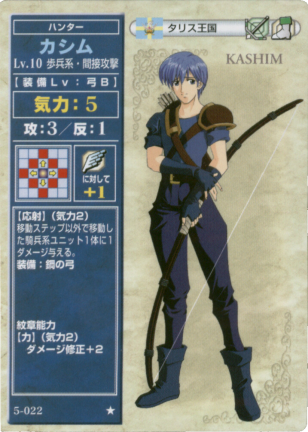 ハンター
カシム
Lv.10 歩兵系・間接攻撃
【装備Lv:弓B】
気力:5
攻:3/反:1
に対して
+1
【応射】(気力2)
移動ステップ以外で移動し
た騎兵系ユニット1体に1
ダメージ与える。
装備:鋼の弓
紋章能力
【力】(気力2)
ダメージ修正+2
5-022
★
タリス王国
KASHIM